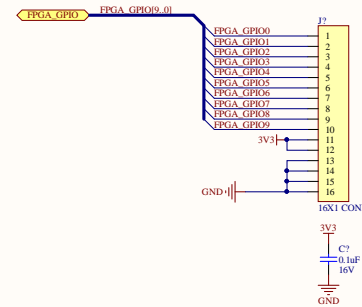 FPGA_GPIO
FPGA_GPIO[9..0]
J?
FPGA_GPIO0
1
FPGA_GPIO1
2
FPGA_GPIO2
3
FPGA_GPIO3
4
FPGA_GPIO4
5
FPGA_GPIO5
6
FPGA_GPIO6
7
FPGA_GPIO7
8
FPGA_GPIO8
9
FPGA_GPIO9
10
3V3
11
12
13
14
15
GND
16
16X1 CON
3V3
C?
0.1uF
16V
GND